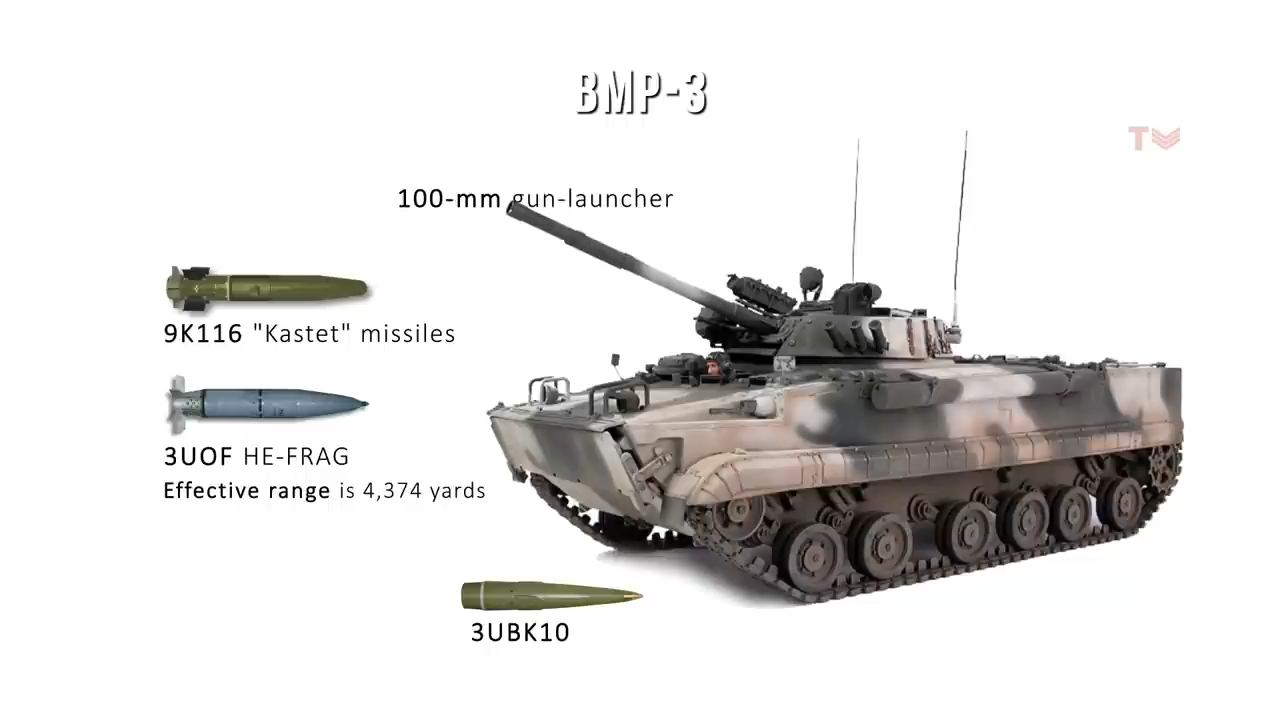 BMP-3
T
100-mm gun-launcher
9K116 "Kastet" missiles
3UOF HE-FRAG
Effective range is 4,374 yards
3UBK10